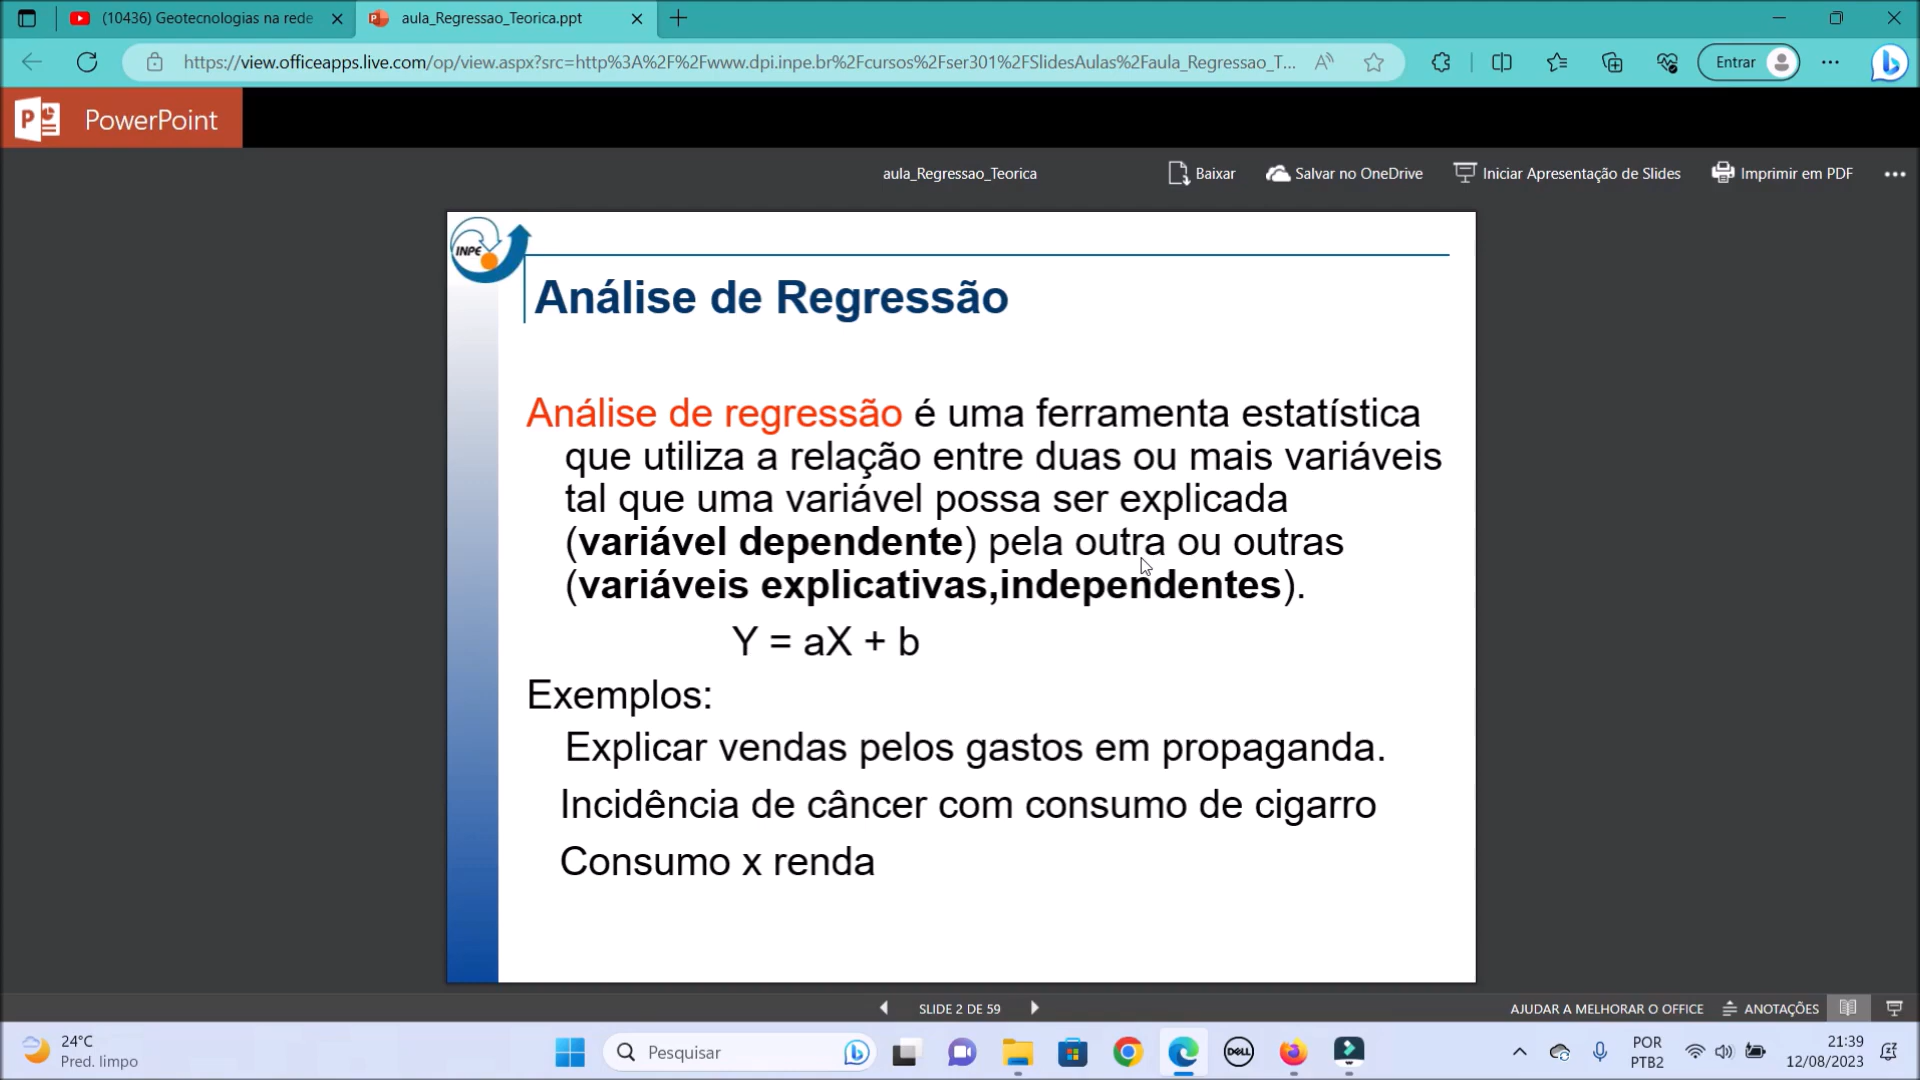 (10436) Geotecnologias na rede
aula_Regressao_Teorica.ppt
https://view.officeapps.live.com/op/view.aspx?src=http%3A%2F%2Fwww.dpi.inpe.br%2Fcursos%2Fser301%2FSlidesAulas%2Faula_Regressao_T...
Entrar
PowerPoint
aula_Regressao_Teorica
Baixar
Salvar no OneDrive
Iniciar Apresentação de Slides
Imprimir em PDF
INPE
Análise de Regressão
Análise de regressão é uma ferramenta estatística
que utiliza a relação entre duas ou mais variáveis
tal que uma variável possa ser explicada
(variável dependente) pela outra ou outras
(variáveis explicativas,independentes).
Y = aX + b
Exemplos:
Explicar vendas pelos gastos em propaganda.
Incidência de câncer com consumo de cigarro
Consumo x renda
SLIDE 2 DE 59
AJUDAR A MELHORAR O OFFICE
ANOTAÇÕES
24°C
Pred. limpo
Pesquisar
DELL
POR
PTB2
21:39
12/08/2023